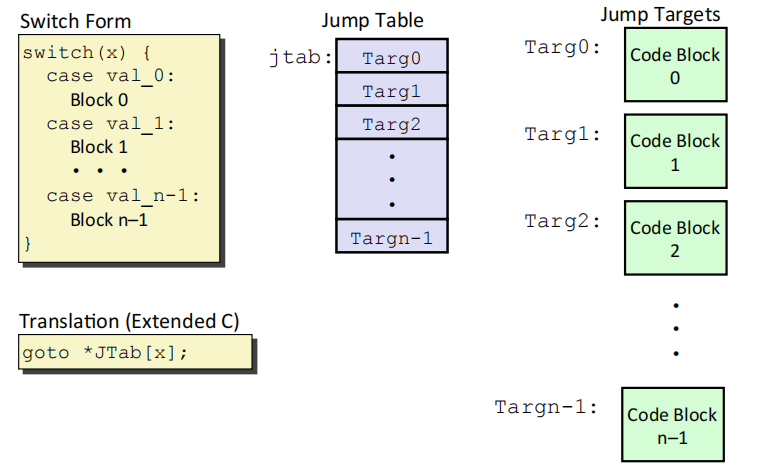 Switch Form
switch(x) {
case val_0:
Block 0
case val_1:
Block 1
• • •
case val_n-1:
Block n–1
}
Translation (Extended C)
goto *JTab[x];
Jump Table
jtab:
Targ0
Targ1
Targ2
•
•
•
Targn-1
Jump Targets
Targ0:
Code Block
0
Targ1:
Code Block
1
Targ2:
Code Block
2
•
•
•
Targn-1:
Code Block
n–1